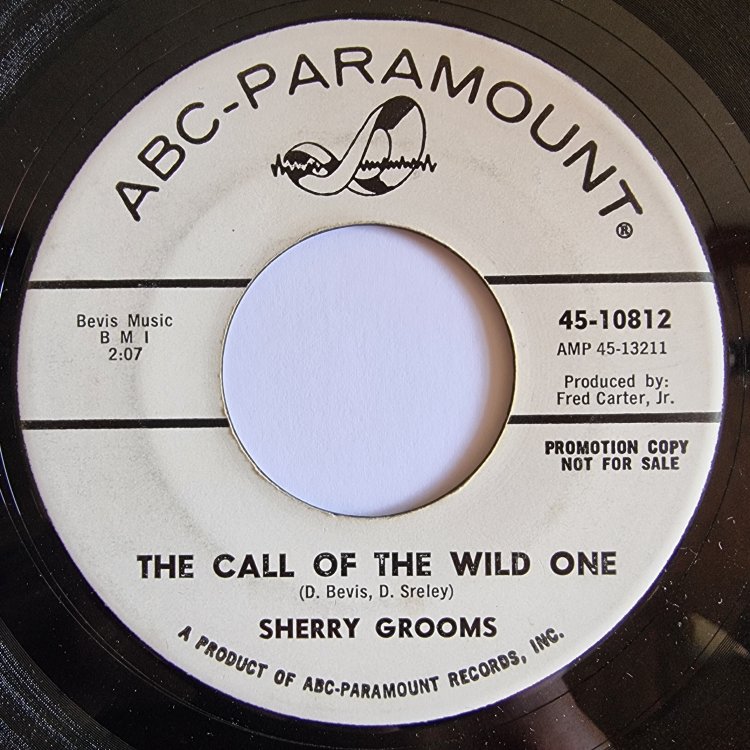 ABC-PARAMOUNT®
Bevis Music
B M I
2:07
45-10812
AMP 45-13211
Produced by:
Fred Carter, Jr.
PROMOTION COPY
NOT FOR SALE
THE CALL OF THE WILD ONE
(D. Bevis, D. Sreley)
SHERRY GROOMS
A PRODUCT OF ABC-PARAMOUNT RECORDS, INC.